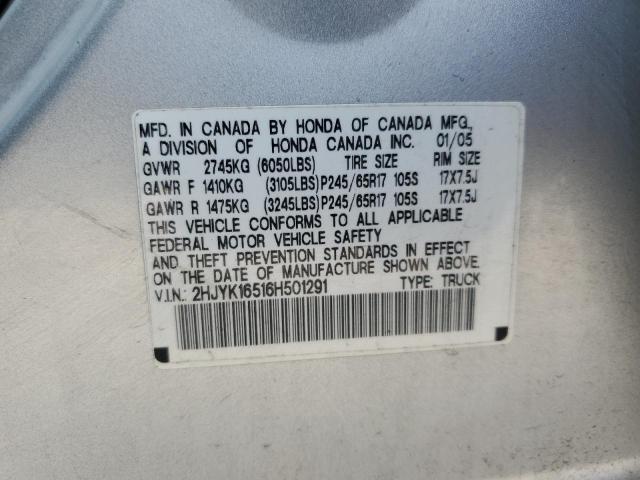 MFD. IN CANADA BY HONDA OF CANADA MFG.,
A DIVISION OF HONDA CANADA INC. 01/05
GVWR 2745KG (6050LBS) TIRE SIZE RIM SIZE
GAWR F 1410KG (3105LBS)P245/65R17 105S 17X7.5J
GAWR R 1475KG (3245LBS)P245/65R17 105S 17X7.5J
THIS VEHICLE CONFORMS TO ALL APPLICABLE
FEDERAL MOTOR VEHICLE SAFETY
AND THEFT PREVENTION STANDARDS IN EFFECT
ON THE DATE OF MANUFACTURE SHOWN ABOVE.
V.I.N.: 2HJYK16516H501291 TYPE: TRUCK